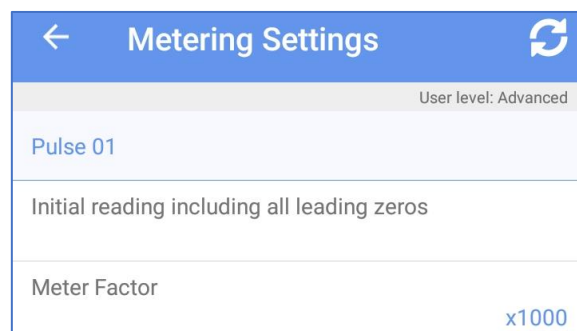 Metering Settings
User level: Advanced
Pulse 01
Initial reading including all leading zeros
Meter Factor
x1000